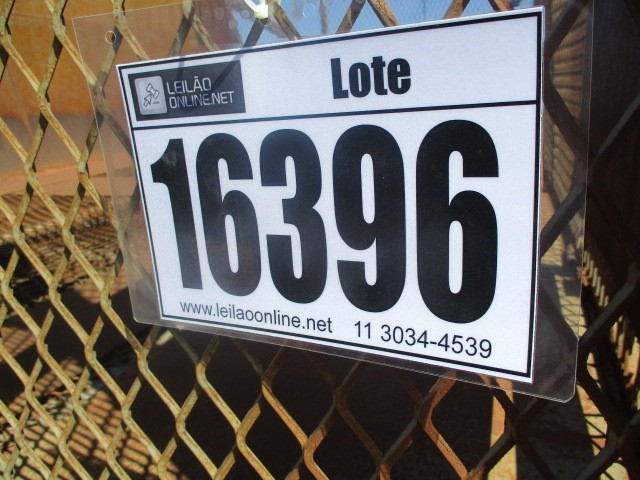 LEILÃO
ONLINE.NET
Lote
16396
www.leilaoonline.net 11 3034-4539